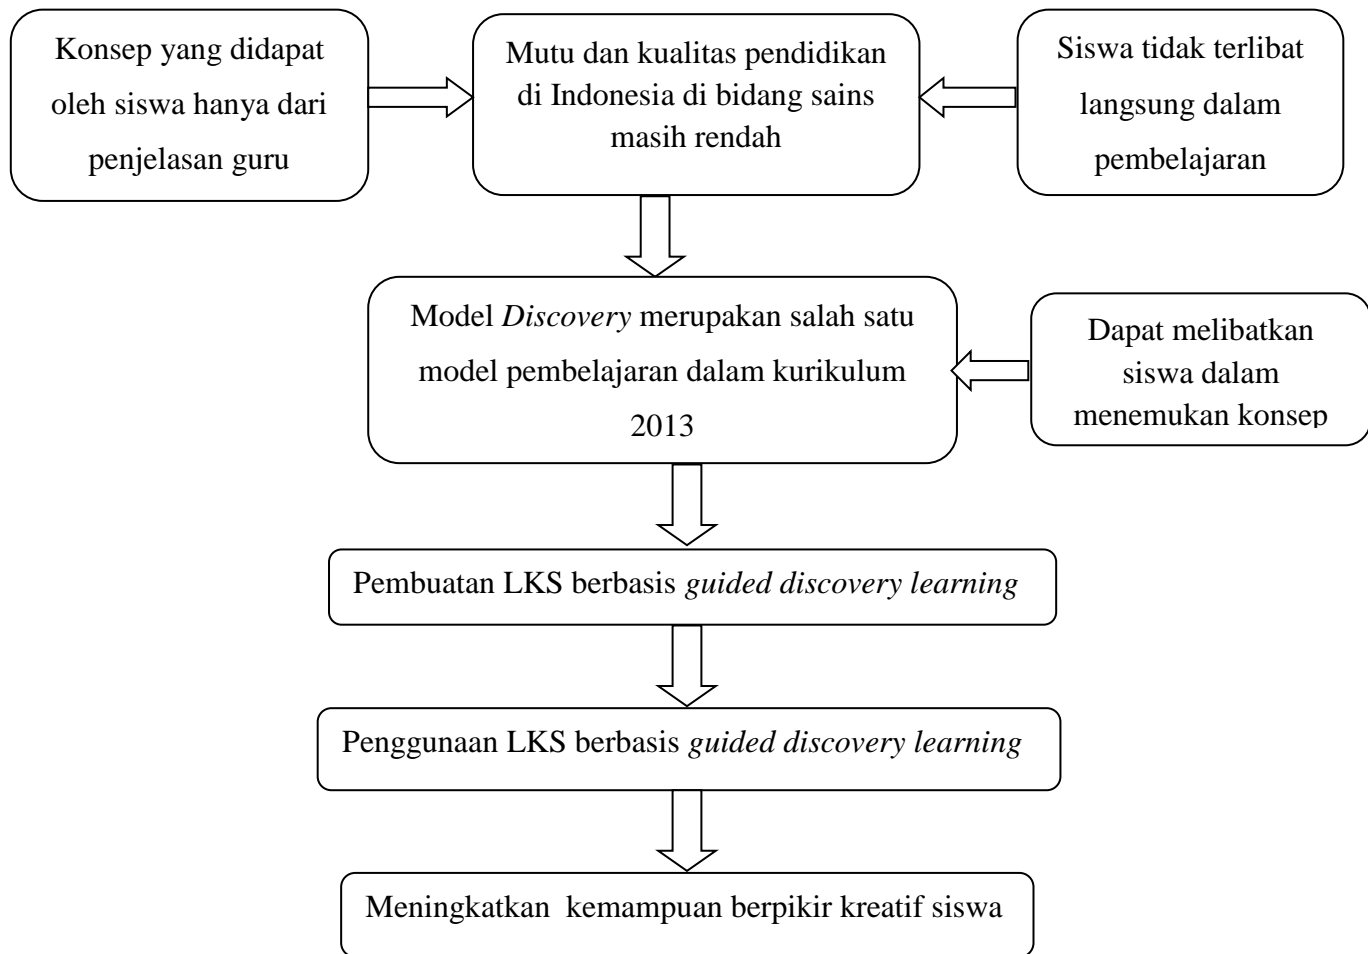 Konsep yang didapat
oleh siswa hanya dari
penjelasan guru
Mutu dan kualitas pendidikan
di Indonesia di bidang sains
masih rendah
Siswa tidak terlibat
langsung dalam
pembelajaran
Model Discovery merupakan salah satu
model pembelajaran dalam kurikulum
2013
Dapat melibatkan
siswa dalam
menemukan konsep
Pembuatan LKS berbasis guided discovery learning
Penggunaan LKS berbasis guided discovery learning
Meningkatkan kemampuan berpikir kreatif siswa